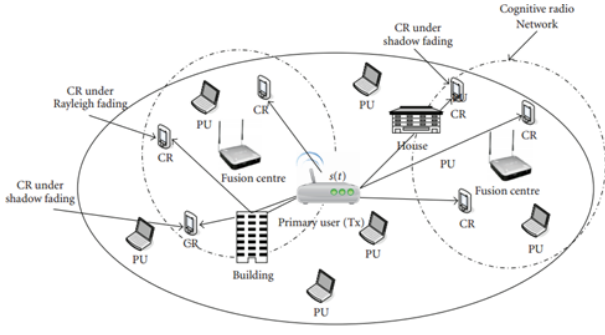 Cognitive radio
Network
CR under
shadow fading
CR under
Rayleigh fading
PU
CR
PU
CR
CR
CR
House
PU
PU
Fusion centre
s(t)
Fusion centre
CR under
shadow fading
CR
GR
Primary user (Tx)
PU
Building
PU
PU
PU